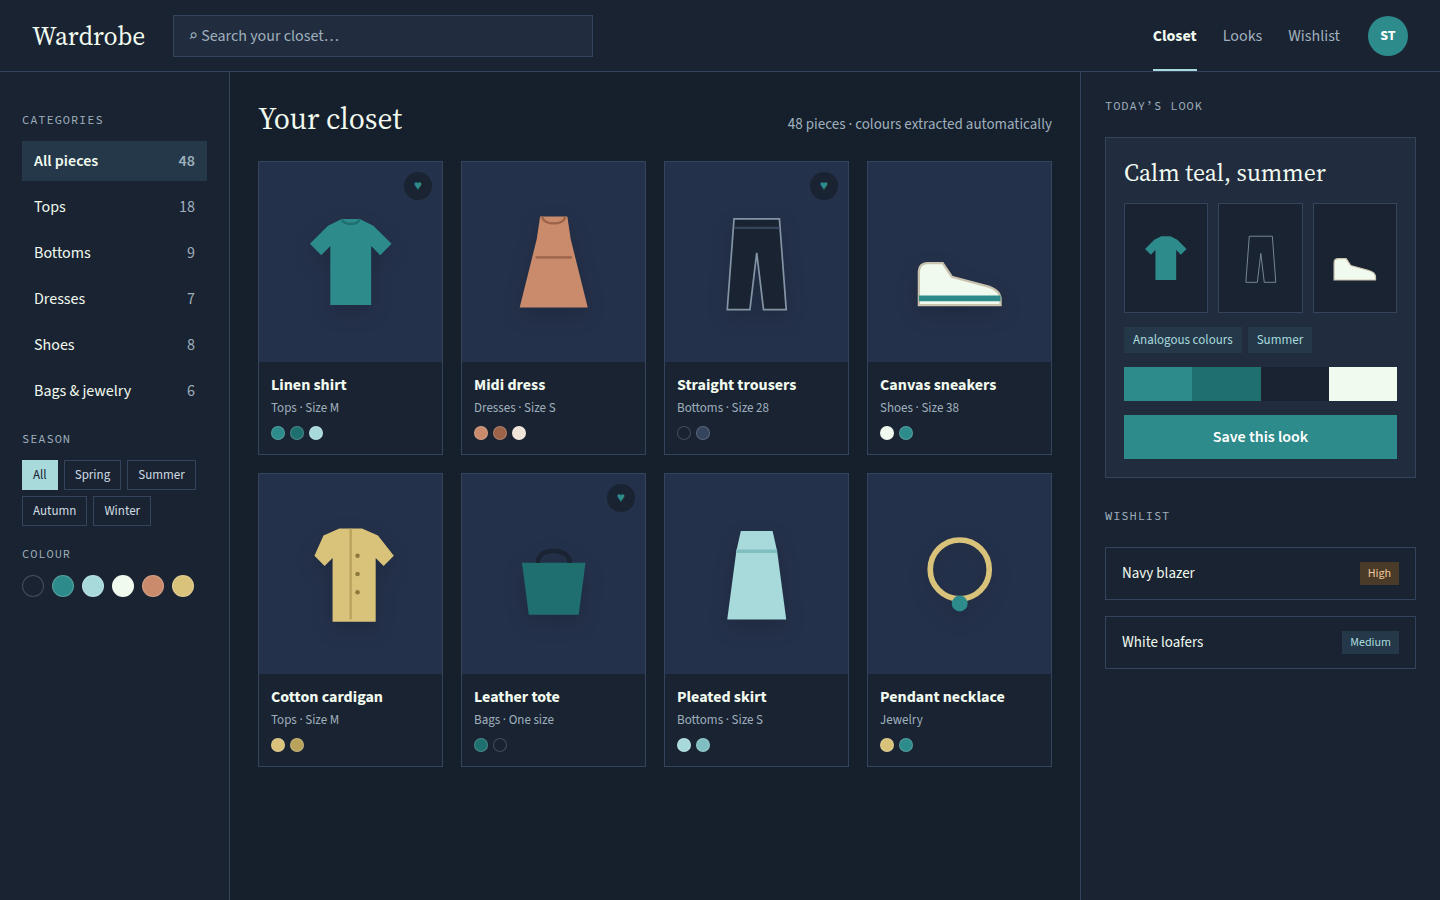 Wardrobe
Search your closet…
Closet
Looks
Wishlist
ST
CATEGORIES
All pieces 48
Tops 18
Bottoms 9
Dresses 7
Shoes 8
Bags & jewelry 6
SEASON
All
Spring
Summer
Autumn
Winter
COLOUR
Your closet
48 pieces · colours extracted automatically
Linen shirt
Tops · Size M
Midi dress
Dresses · Size S
Straight trousers
Bottoms · Size 28
Canvas sneakers
Shoes · Size 38
Cotton cardigan
Tops · Size M
Leather tote
Bags · One size
Pleated skirt
Bottoms · Size S
Pendant necklace
Jewelry
TODAY’S LOOK
Calm teal, summer
Analogous colours
Summer
Save this look
WISHLIST
Navy blazer
High
White loafers
Medium